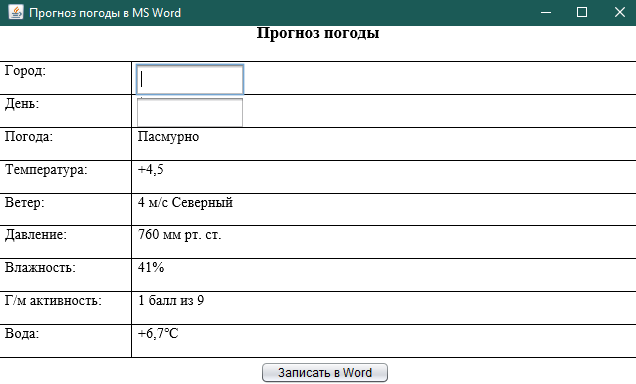 Прогноз погоды в MS Word
Прогноз погоды
Город:
День:
Погода: Пасмурно
Температура: +4,5
Ветер: 4 м/с Северный
Давление: 760 мм рт. ст.
Влажность: 41%
Г/м активность: 1 балл из 9
Вода: +6,7°C
Записать в Word